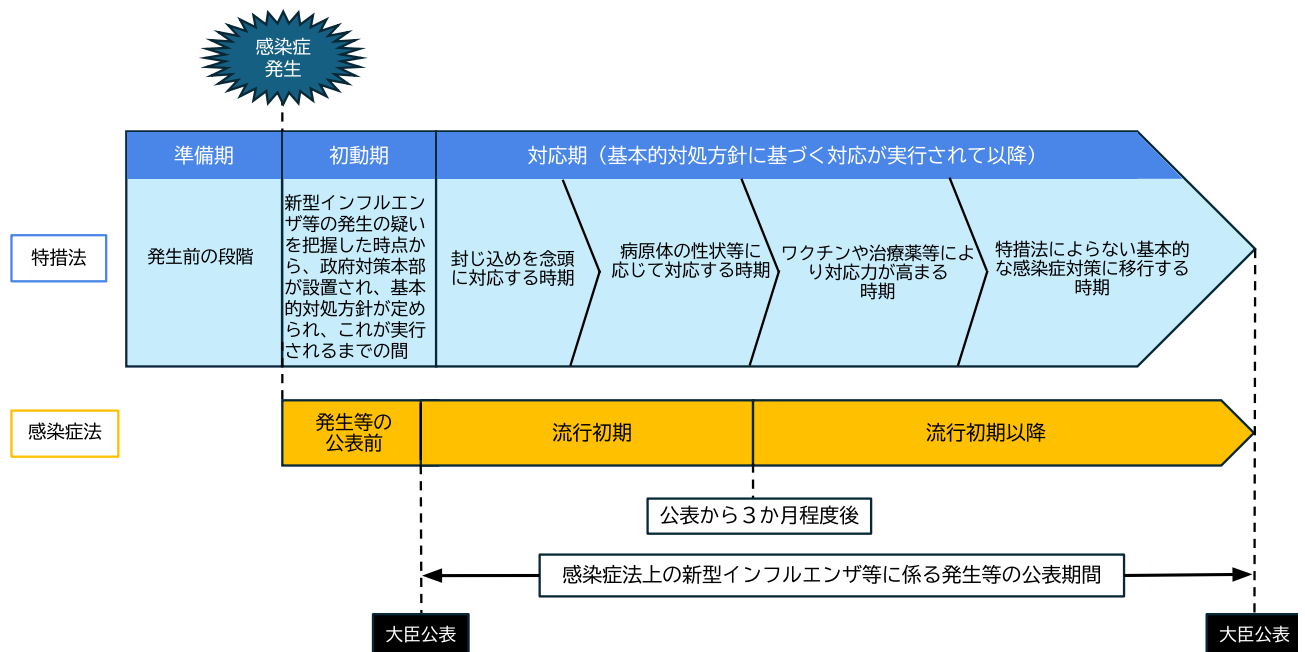 感染症
発生
準備期
初動期
対応期（基本的対処方針に基づく対応が実行されて以降）
特措法
発生前の段階
新型インフルエン
ザ等の発生の疑い
を把握した時点か
ら、政府対策本部
が設置され、基本
的対処方針が定め
られ、これが実行
されるまでの間
封じ込めを念頭
に対応する時期
病原体の性状等に
応じて対応する時期
ワクチンや治療薬等によ
り対応力が高まる
時期
特措法によらない基本的
な感染症対策に移行する
時期
感染症法
発生等の
公表前
流行初期
流行初期以降
公表から３か月程度後
感染症法上の新型インフルエンザ等に係る発生等の公表期間
大臣公表
大臣公表